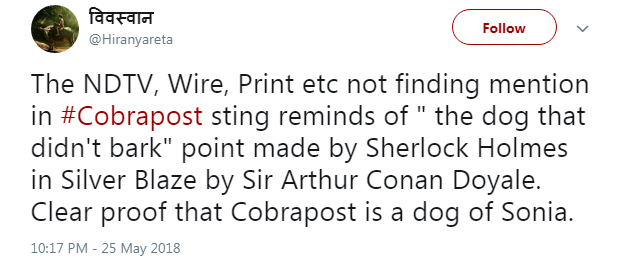 विवस्वान
@Hiranyareta
Follow
The NDTV, Wire, Print etc not finding mention
in #Cobrapost sting reminds of " the dog that
didn't bark" point made by Sherlock Holmes
in Silver Blaze by Sir Arthur Conan Doyale.
Clear proof that Cobrapost is a dog of Sonia.
10:17 PM - 25 May 2018